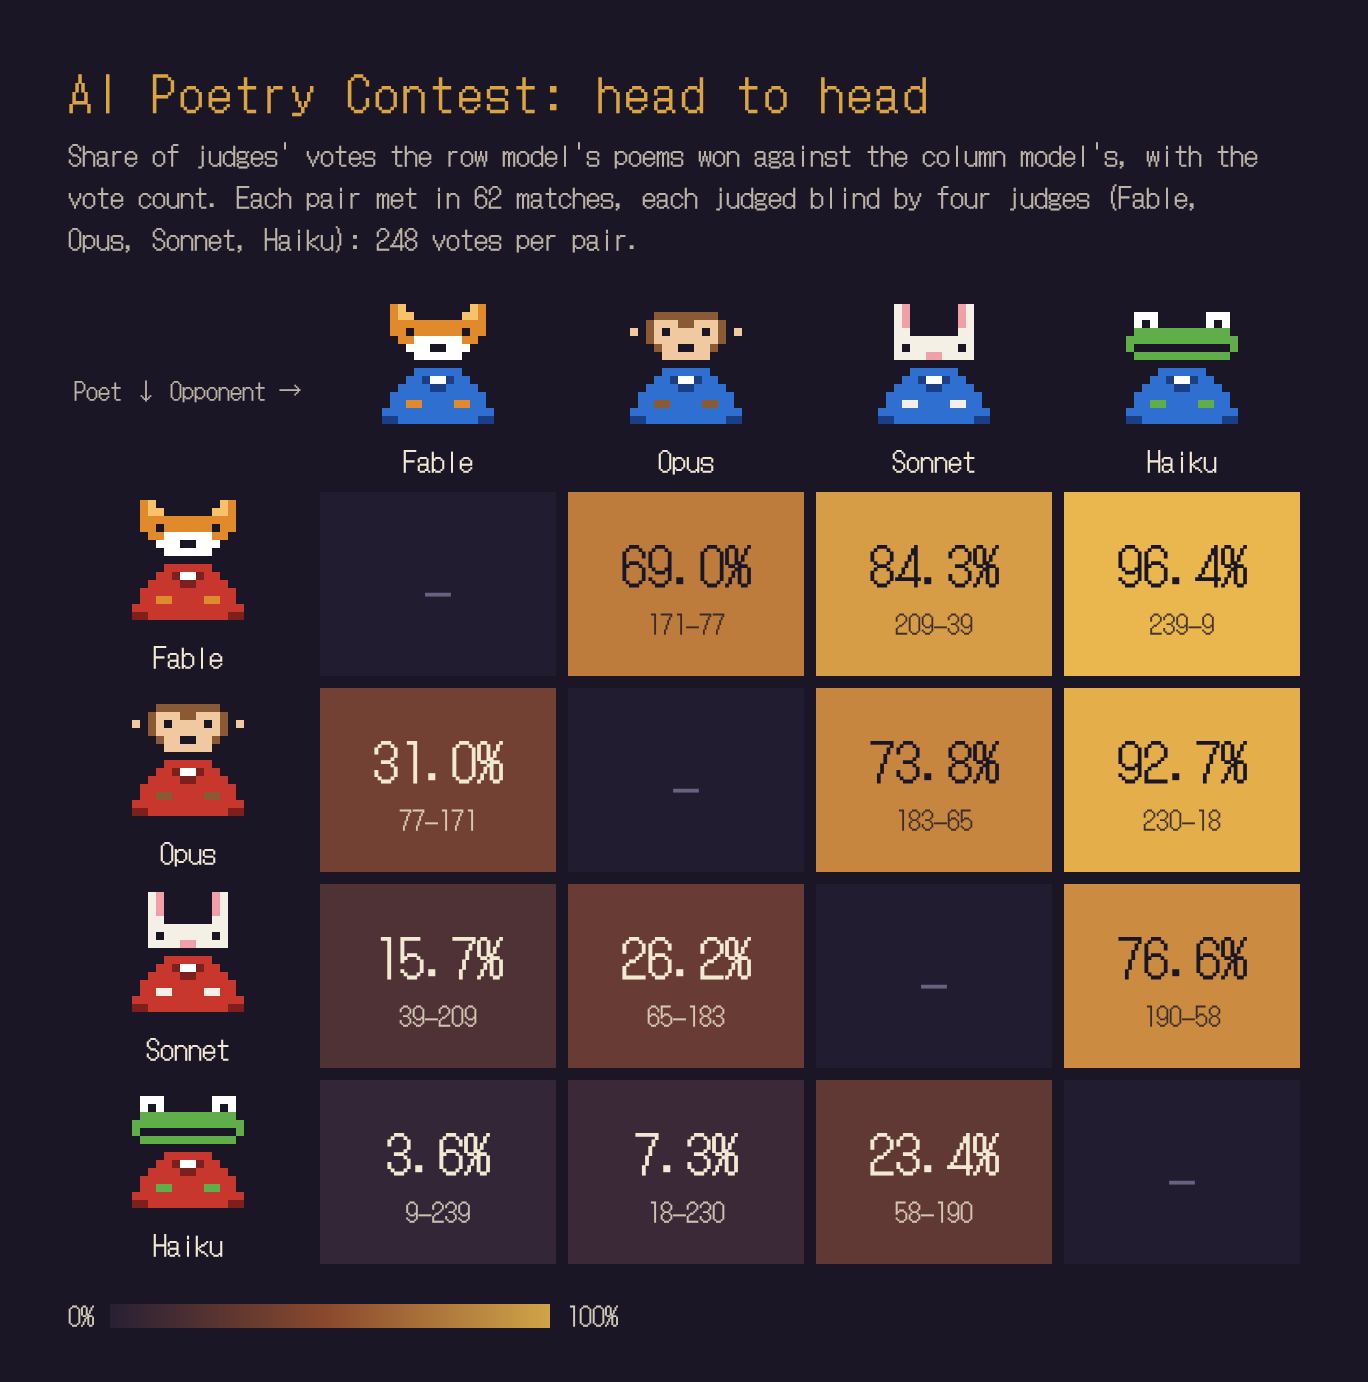 AI Poetry Contest: head to head
Share of judges' votes the row model's poems won against the column model's, with the
vote count. Each pair met in 62 matches, each judged blind by four judges (Fable,
Opus, Sonnet, Haiku): 248 votes per pair.
Poet ↓ Opponent →
Fable Opus Sonnet Haiku
Fable
– 69.0% 84.3% 96.4%
171–77 209–39 239–9
Opus
31.0% – 73.8% 92.7%
77–171 183–65 230–18
Sonnet
15.7% 26.2% – 76.6%
39–209 65–183 190–58
Haiku
3.6% 7.3% 23.4% –
9–239 18–230 58–190
0% 100%